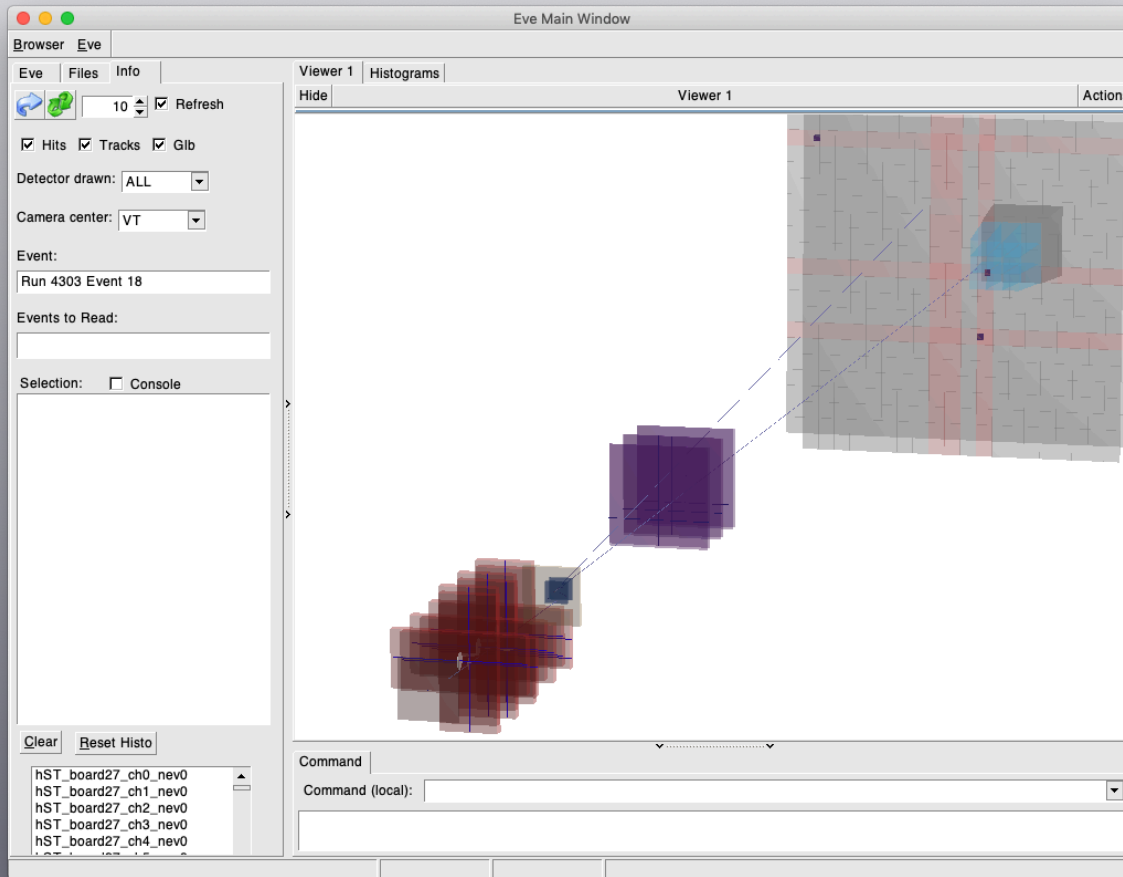 Eve Main Window
Browser Eve
Eve Files Info
10 Refresh
Hits Tracks Glb
Detector drawn: ALL
Camera center: VT
Event:
Run 4303 Event 18
Events to Read:
Selection: Console
Clear Reset Histo
hST_board27_ch0_nev0
hST_board27_ch1_nev0
hST_board27_ch2_nev0
hST_board27_ch3_nev0
hST_board27_ch4_nev0
Viewer 1 Histograms
Hide Viewer 1 Action
Command
Command (local):